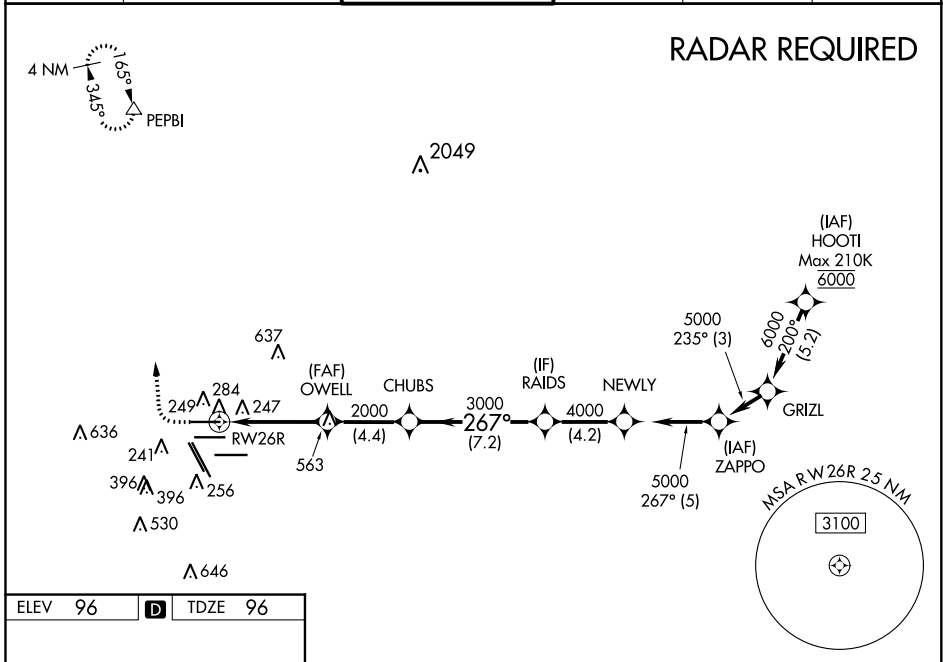 RADAR REQUIRED
4 NM
165°
345°
PEPBI
2049
(IAF)
HOOTI
Max 210K
6000
6000
200°
(5.2)
5000
235° (3)
GRIZL
637
(FAF)
OWELL
CHUBS
(IF)
RAIDS
NEWLY
249
284
247
2000
(4.4)
3000
267°
(7.2)
4000
(4.2)
(IAF)
ZAPPO
636
241
RW26R
563
5000
267° (5)
396
396
256
530
646
MSA RW26R 25 NM
3100
ELEV 96 D TDZE 96